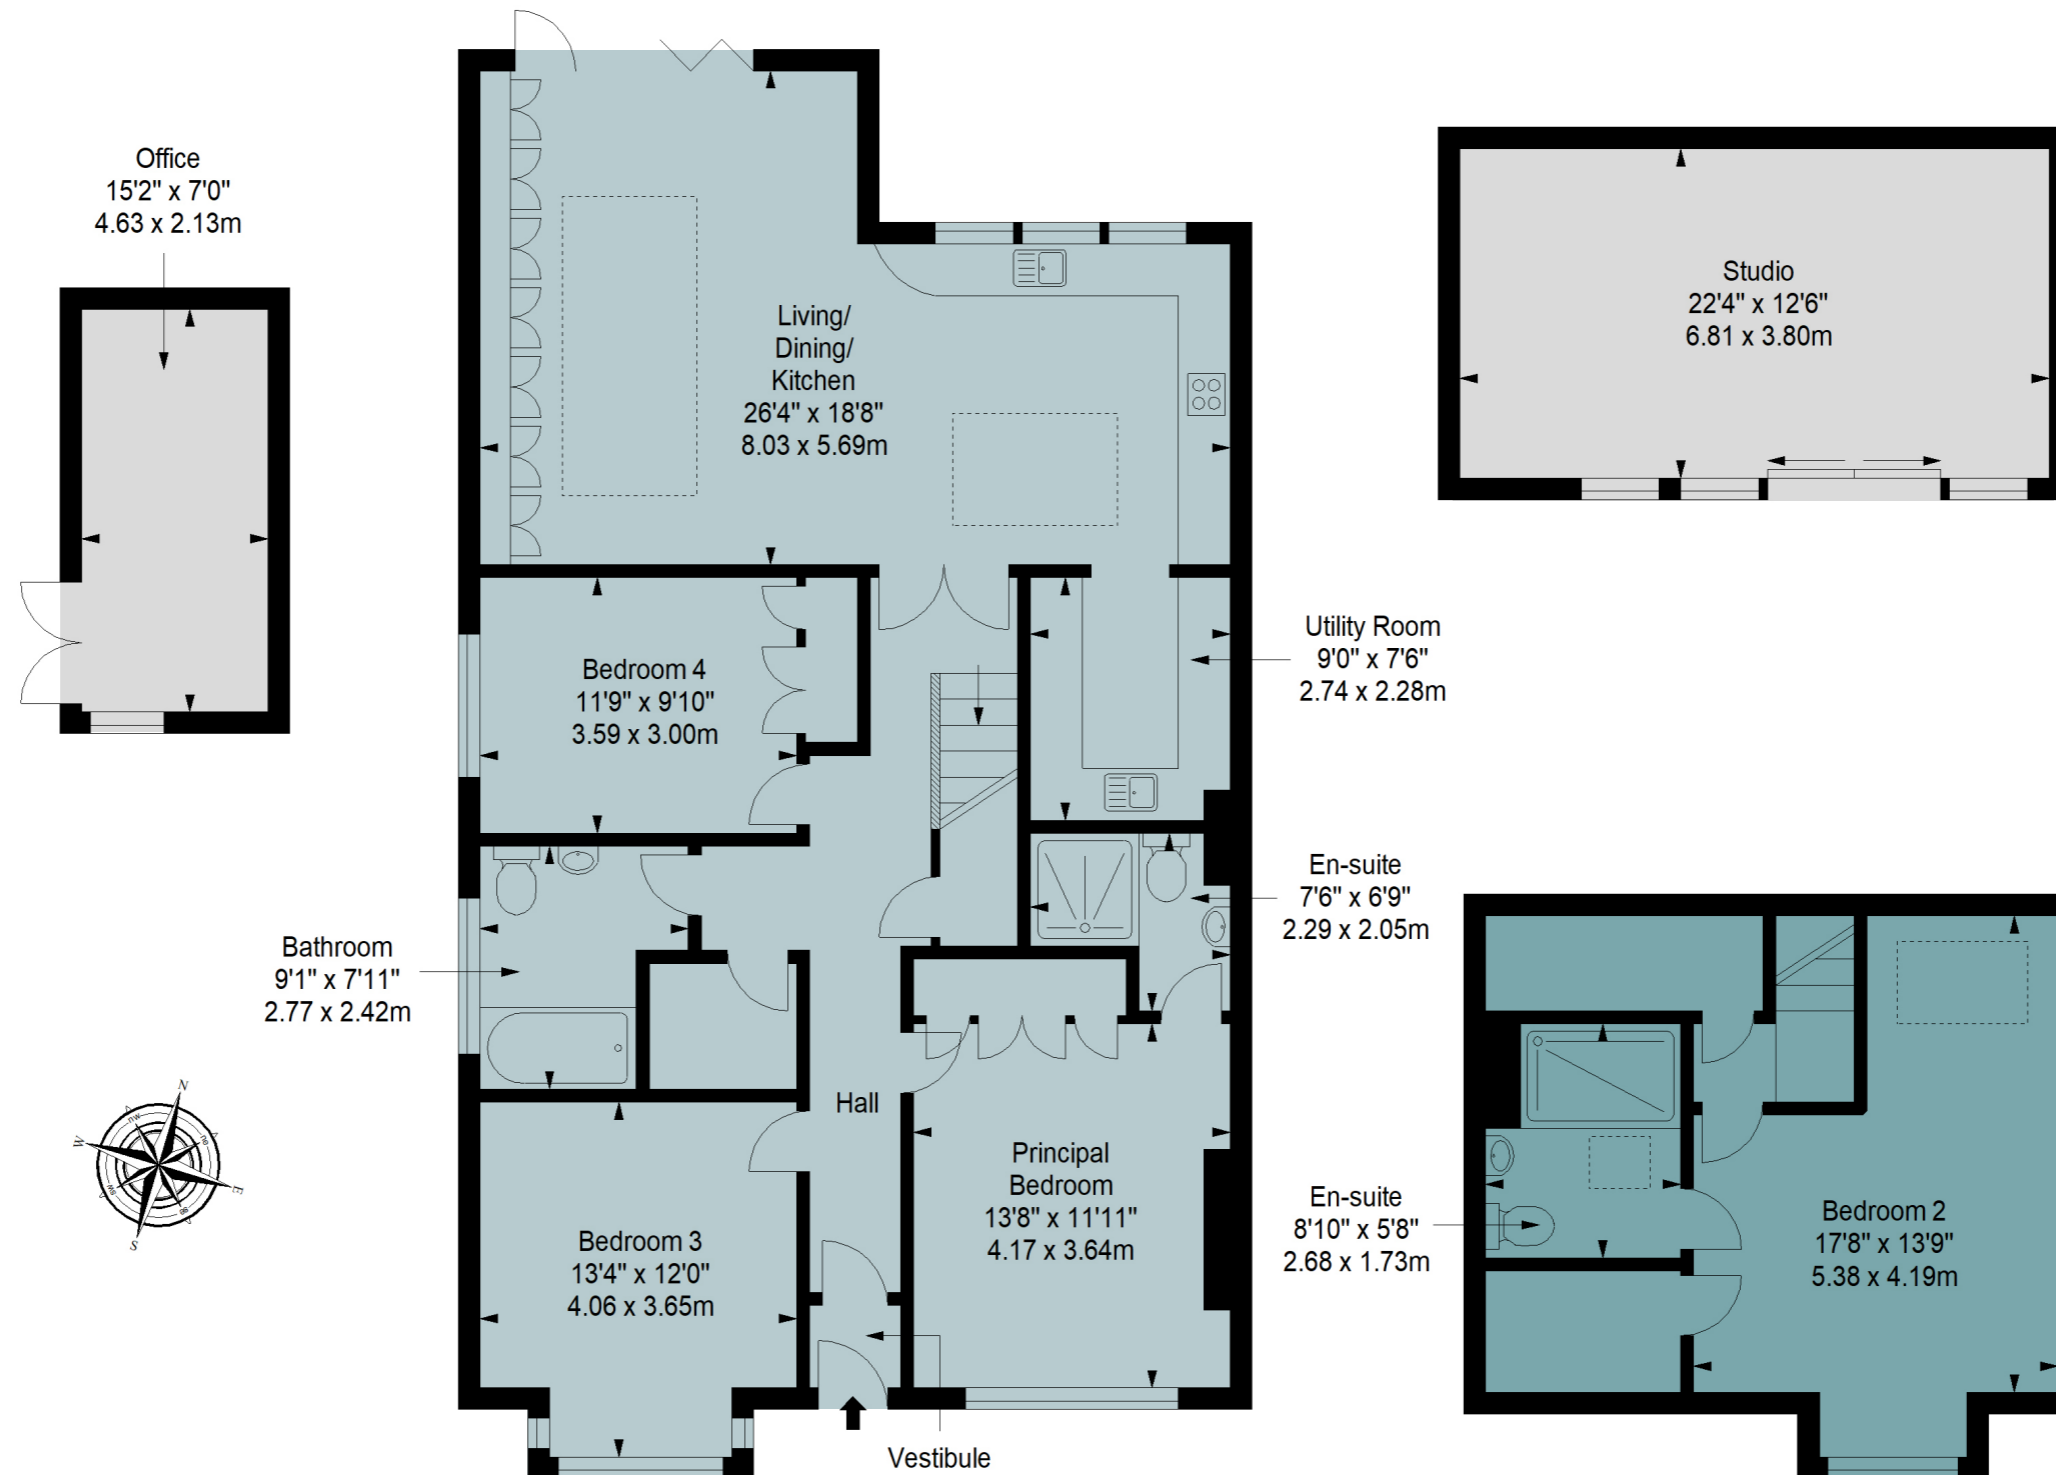 Office
15'2" x 7'0"
4.63 x 2.13m
Living/
Dining/
Kitchen
26'4" x 18'8"
8.03 x 5.69m
Studio
22'4" x 12'6"
6.81 x 3.80m
Bedroom 4
11'9" x 9'10"
3.59 x 3.00m
Utility Room
9'0" x 7'6"
2.74 x 2.28m
En-suite
7'6" x 6'9"
2.29 x 2.05m
Bathroom
9'1" x 7'11"
2.77 x 2.42m
Hall
Principal
Bedroom
13'8" x 11'11"
4.17 x 3.64m
Bedroom 3
13'4" x 12'0"
4.06 x 3.65m
En-suite
8'10" x 5'8"
2.68 x 1.73m
Bedroom 2
17'8" x 13'9"
5.38 x 4.19m
Vestibule
N
nw
ne
W
E
sw
se
S